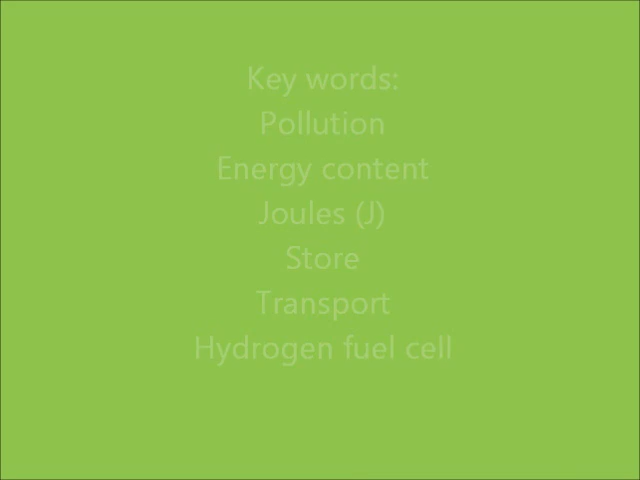 Key words:
Pollution
Energy content
Joules (J)
Store
Transport
Hydrogen fuel cell